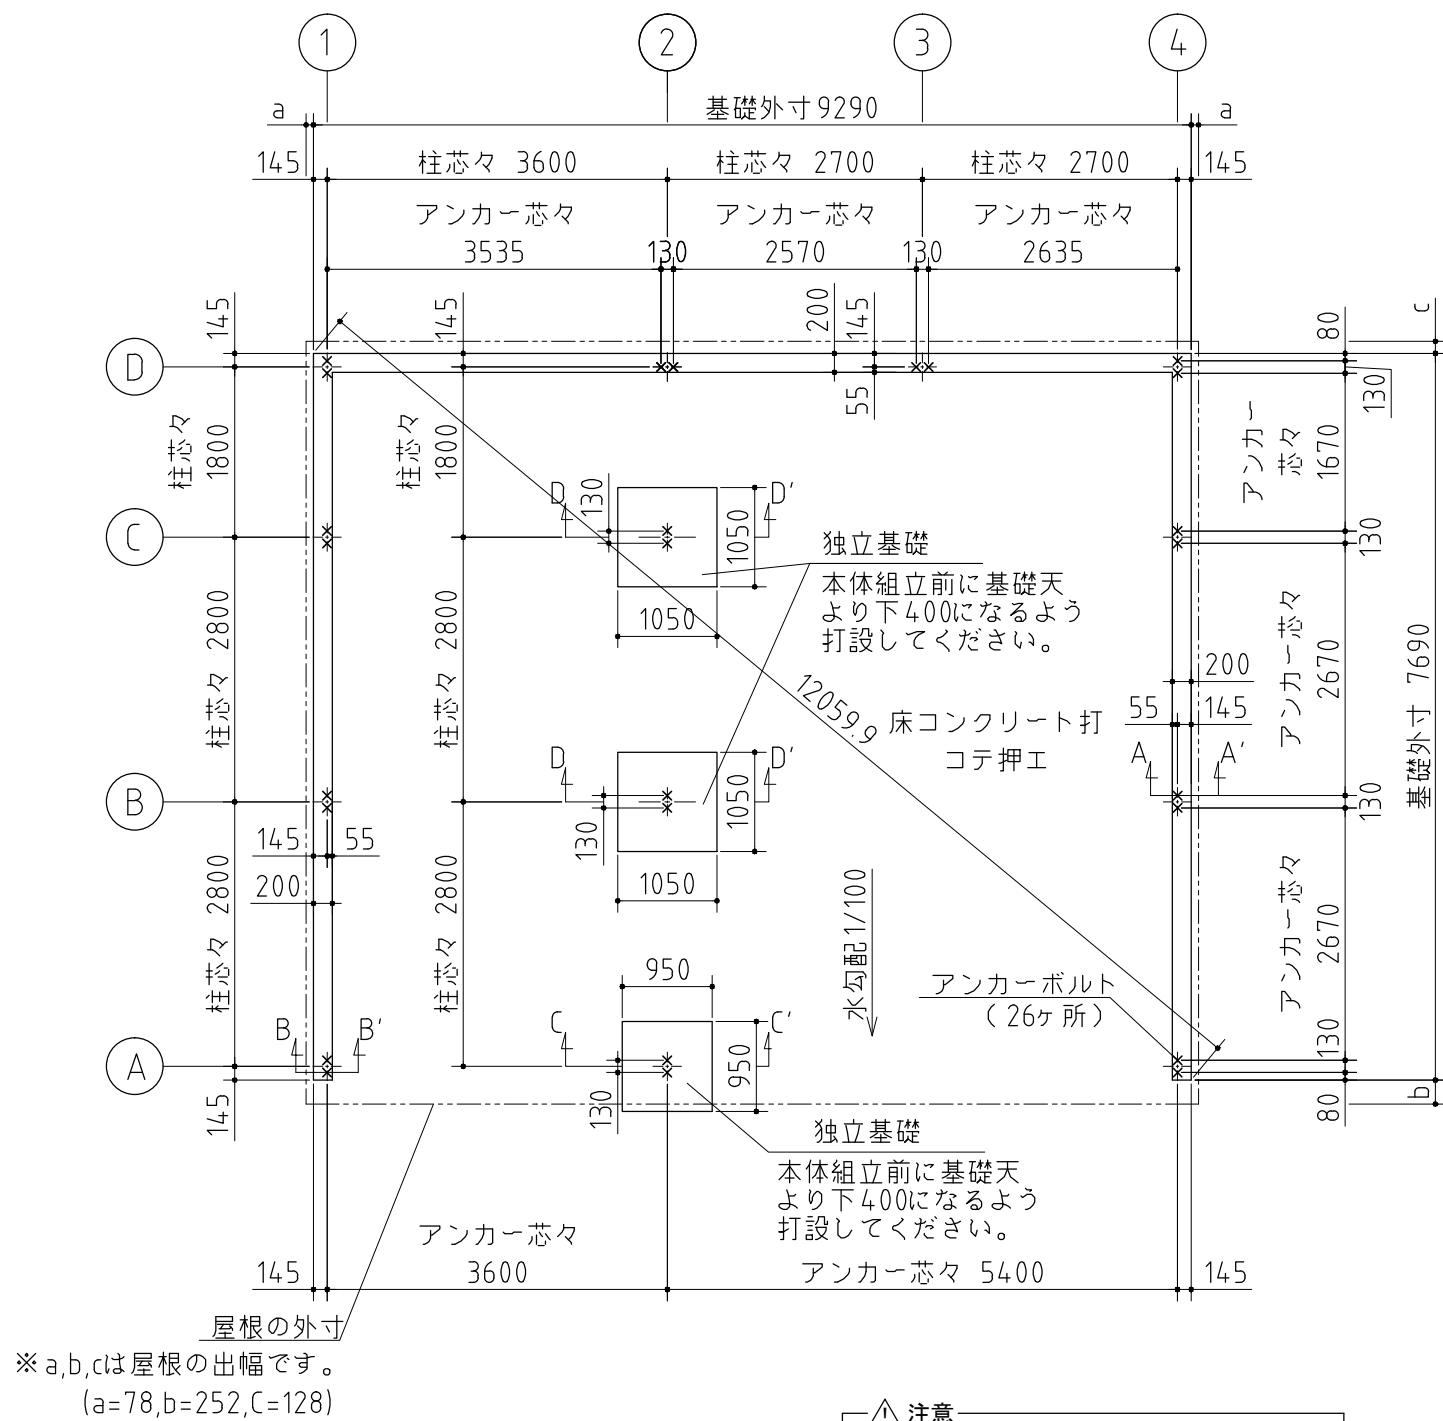 1
2
3
4
a
基礎外寸9290
a
145
柱芯々 3600
柱芯々 2700
柱芯々 2700
145
アンカー芯々
アンカー芯々
アンカー芯々
3535
130
2570
130
2635
145
145
200
145
80
c
D
55
130
柱芯々 1800
柱芯々 1800
アンカー
芯々
1670
D
130
D'
1050
C
130
独立基礎
本体組立前に基礎天
より下400になるよう
打設してください。
1050
柱芯々 2800
柱芯々 2800
アンカー芯々
2670
基礎外寸 7690
200
12059.9
55
145
床コンクリート打
コテ押エ
A
A'
D
D'
B
1050
130
130
145
55
1050
200
柱芯々 2800
柱芯々 2800
水勾配1/100
アンカー芯々
2670
950
アンカーボルト
(26ヶ所)
B
B'
C
C'
950
130
A
145
130
80
b
独立基礎
本体組立前に基礎天
より下400になるよう
打設してください。
アンカー芯々
145
3600
アンカー芯々 5400
145
屋根の外寸
※a,b,cは屋根の出幅です。
(a=78,b=252,C=128)
注意